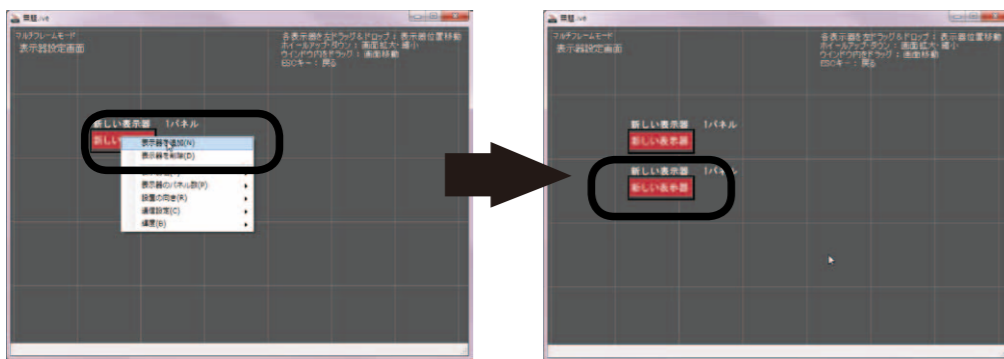 マルチフレームモード
表示器設定画面
各表示器を左ドラッグ&ドロップ : 表示器位置移動
ホイールアップ・ダウン : 画面拡大・縮小
ウインドウ内をドラッグ : 画面移動
ESCキー : 戻る
新しい表示器 1パネル
新しい
表示器を追加(N)
表示器を削除(D)
表示器のパネル数(P)
設置の向き(R)
通信設定(C)
輝度(B)
マルチフレームモード
表示器設定画面
各表示器を左ドラッグ&ドロップ : 表示器位置移動
ホイールアップ・ダウン : 画面拡大・縮小
ウインドウ内をドラッグ : 画面移動
ESCキー : 戻る
新しい表示器 1パネル
新しい表示器
新しい表示器 1パネル
新しい表示器